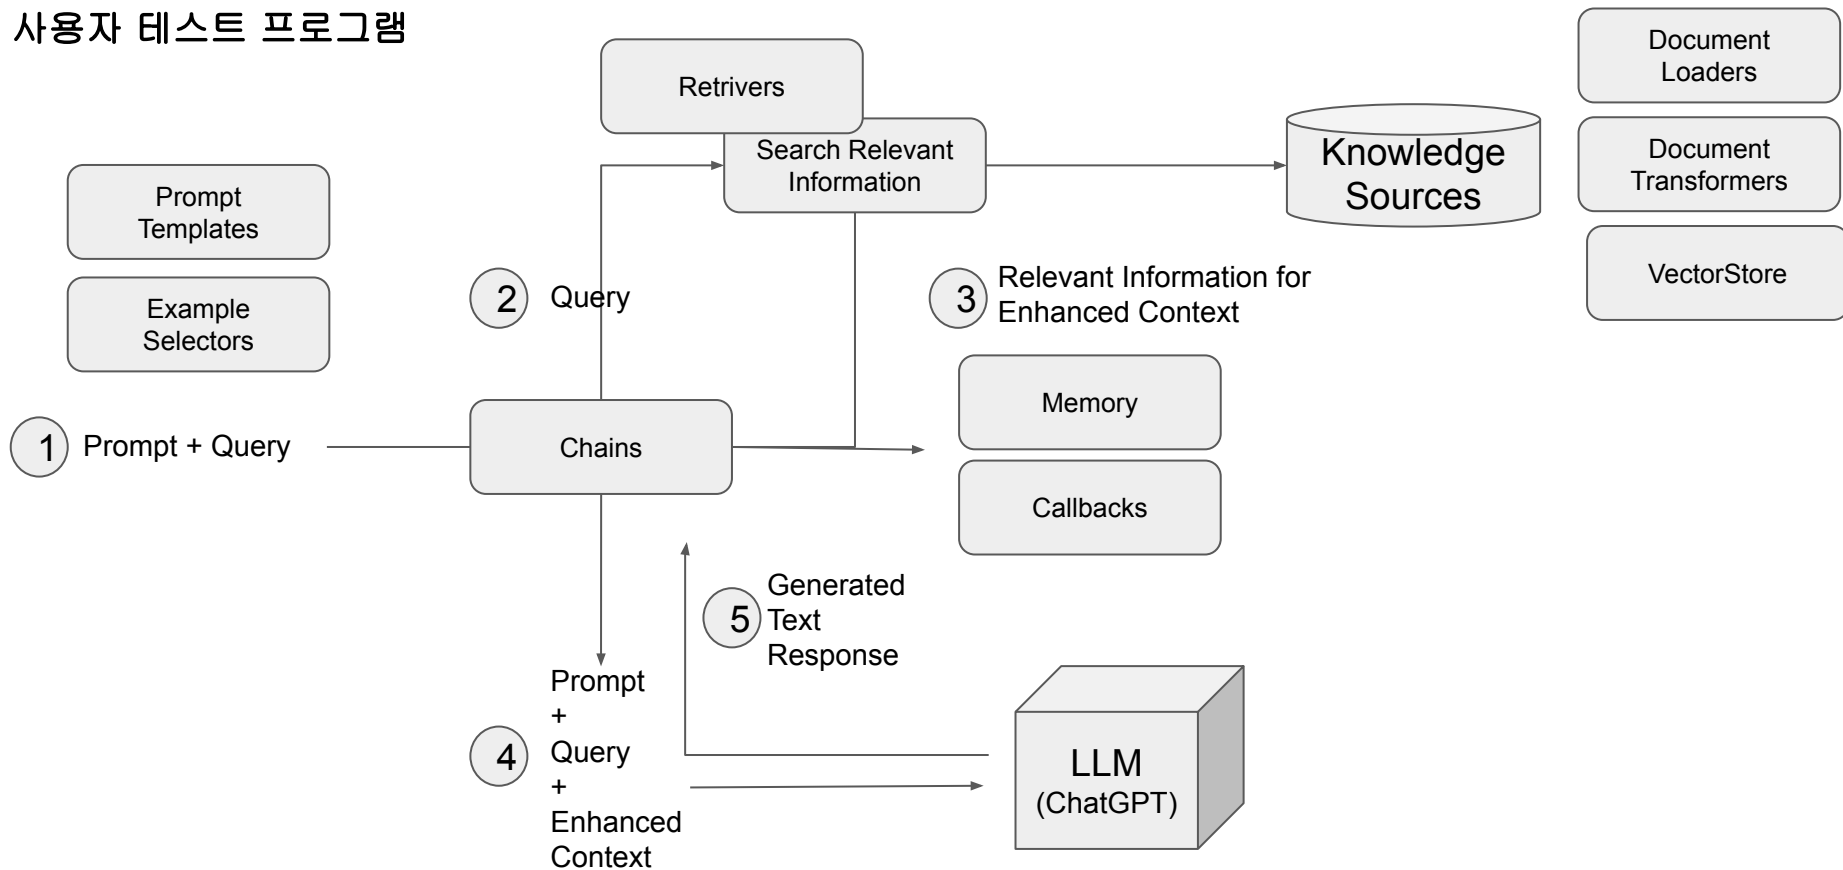 사용자 테스트 프로그램
Retrivers
Search Relevant
Information
Knowledge
Sources
Document
Loaders
Document
Transformers
VectorStore
Prompt
Templates
Example
Selectors
2
Query
3
Relevant Information for
Enhanced Context
1
Prompt + Query
Chains
Memory
Callbacks
5
Generated
Text
Response
4
Prompt
+
Query
+
Enhanced
Context
LLM
(ChatGPT)